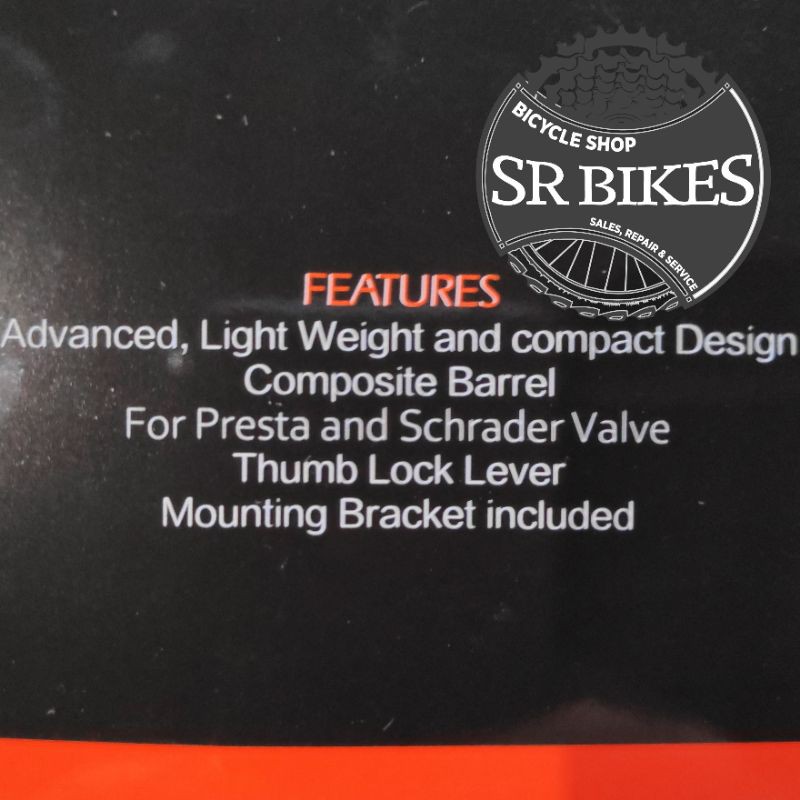 BICYCLE SHOP
SR BIKES
SALES, REPAIR & SERVICE
FEATURES
Advanced, Light Weight and compact Design
Composite Barrel
For Presta and Schrader Valve
Thumb Lock Lever
Mounting Bracket included